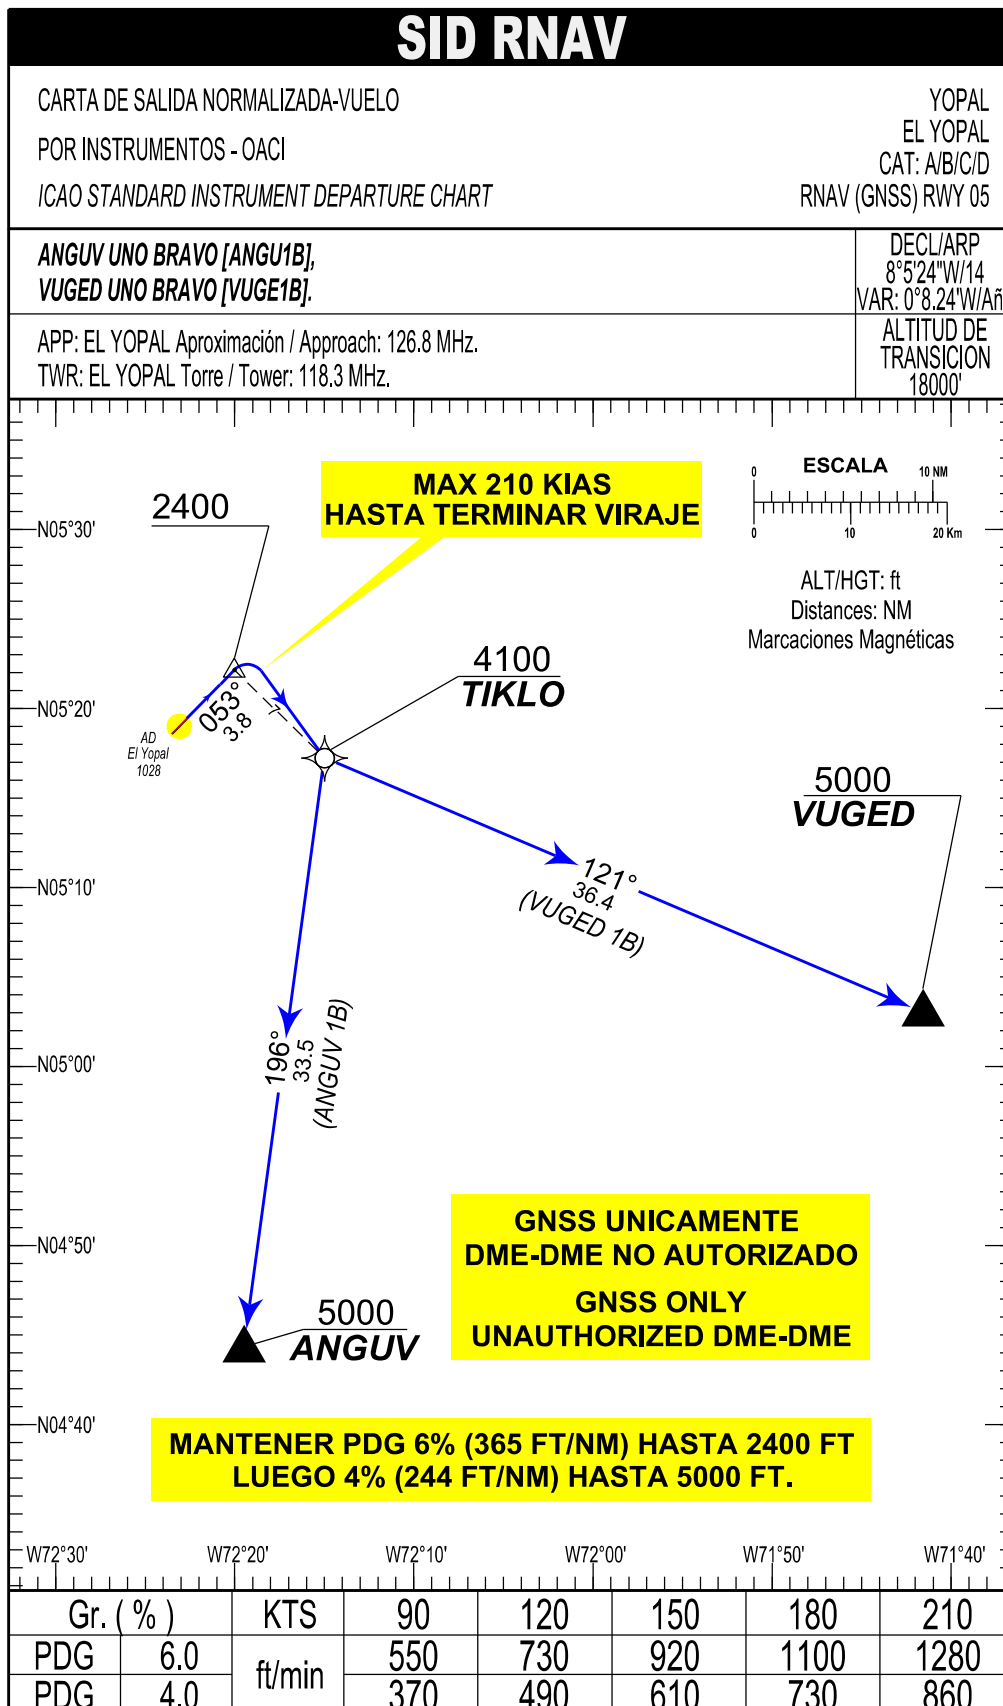 SID RNAV
CARTA DE SALIDA NORMALIZADA-VUELO
POR INSTRUMENTOS - OACI
ICAO STANDARD INSTRUMENT DEPARTURE CHART
YOPAL
EL YOPAL
CAT: A/B/C/D
RNAV (GNSS) RWY 05
ANGUV UNO BRAVO [ANGU1B],
VUGED UNO BRAVO [VUGE1B].
DECL/ARP
8°5'24"W/14
VAR: 0°8.24'W/Añ
APP: EL YOPAL Aproximación / Approach: 126.8 MHz.
TWR: EL YOPAL Torre / Tower: 118.3 MHz.
ALTITUD DE
TRANSICION
18000'
MAX 210 KIAS
HASTA TERMINAR VIRAJE
0 ESCALA 10 NM
0 10 20 Km
ALT/HGT: ft
Distances: NM
Marcaciones Magnéticas
2400
N05°30'
4100
TIKLO
N05°20'
053°
3.8
7
AD
El Yopal
1028
5000
VUGED
N05°10'
121°
36.4
(VUGED 1B)
N05°00'
196°
33.5
(ANGUV 1B)
N04°50'
GNSS UNICAMENTE
DME-DME NO AUTORIZADO
GNSS ONLY
UNAUTHORIZED DME-DME
5000
ANGUV
N04°40'
MANTENER PDG 6% (365 FT/NM) HASTA 2400 FT
LUEGO 4% (244 FT/NM) HASTA 5000 FT.
W72°30' W72°20' W72°10' W72°00' W71°50' W71°40'
Gr. ( % ) KTS 90 120 150 180 210
PDG 6.0 ft/min 550 730 920 1100 1280
PDG 4.0 370 490 610 730 860